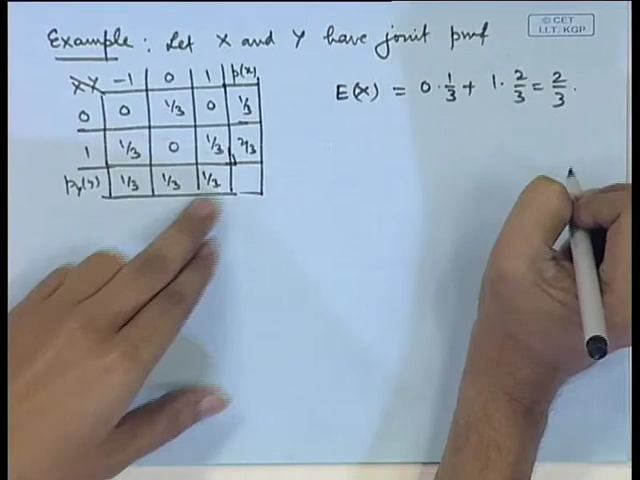 Example : Let X and Y have joint pmf
© CET
I.I.T. KGP
X\Y -1 0 1 p(x)
0 0 1/3 0 1/3
1 1/3 0 1/3 2/3
p_Y(y) 1/3 1/3 1/3
E(X) = 0 · 1/3 + 1 · 2/3 = 2/3 .